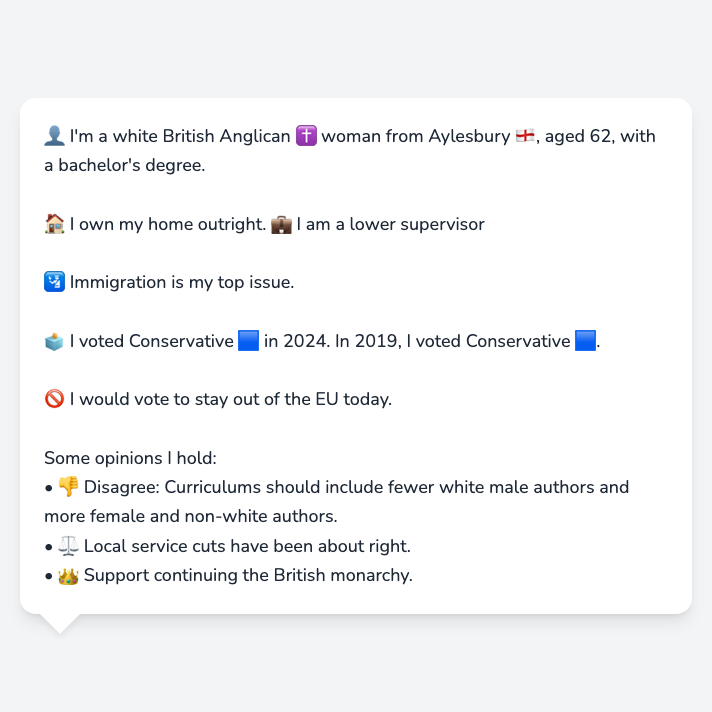 👤 I'm a white British Anglican ✝️ woman from Aylesbury 🏴󠁧󠁢󠁥󠁮󠁧󠁿, aged 62, with
a bachelor's degree.
🏠 I own my home outright. 💼 I am a lower supervisor
🛂 Immigration is my top issue.
🗳️ I voted Conservative 🟦 in 2024. In 2019, I voted Conservative 🟦.
🚫 I would vote to stay out of the EU today.
Some opinions I hold:
• 👎 Disagree: Curriculums should include fewer white male authors and
more female and non-white authors.
• ⚖️ Local service cuts have been about right.
• 👑 Support continuing the British monarchy.